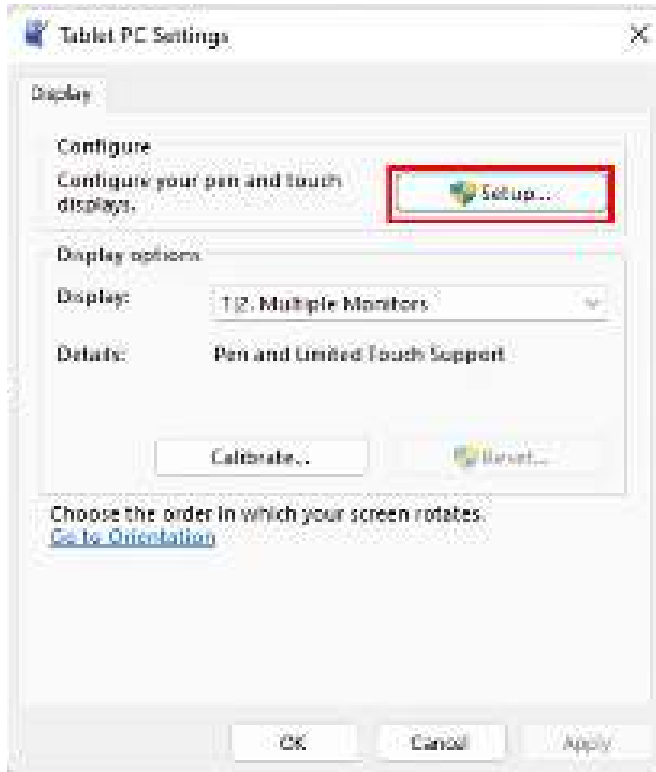 Tablet PC Settings
Display
Configure
Configure your pen and touch
displays.
Setup...
Display options
Display:
1|2. Multiple Monitors
Details:
Pen and Limited Touch Support
Calibrate...
Reset...
Choose the order in which your screen rotates.
Go to Orientation
OK
Cancel
Apply